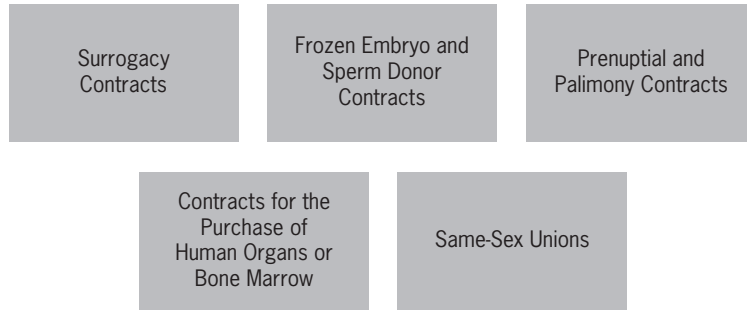 Surrogacy
Contracts
Frozen Embryo and
Sperm Donor
Contracts
Prenuptial and
Palimony Contracts
Contracts for the
Purchase of
Human Organs or
Bone Marrow
Same-Sex Unions